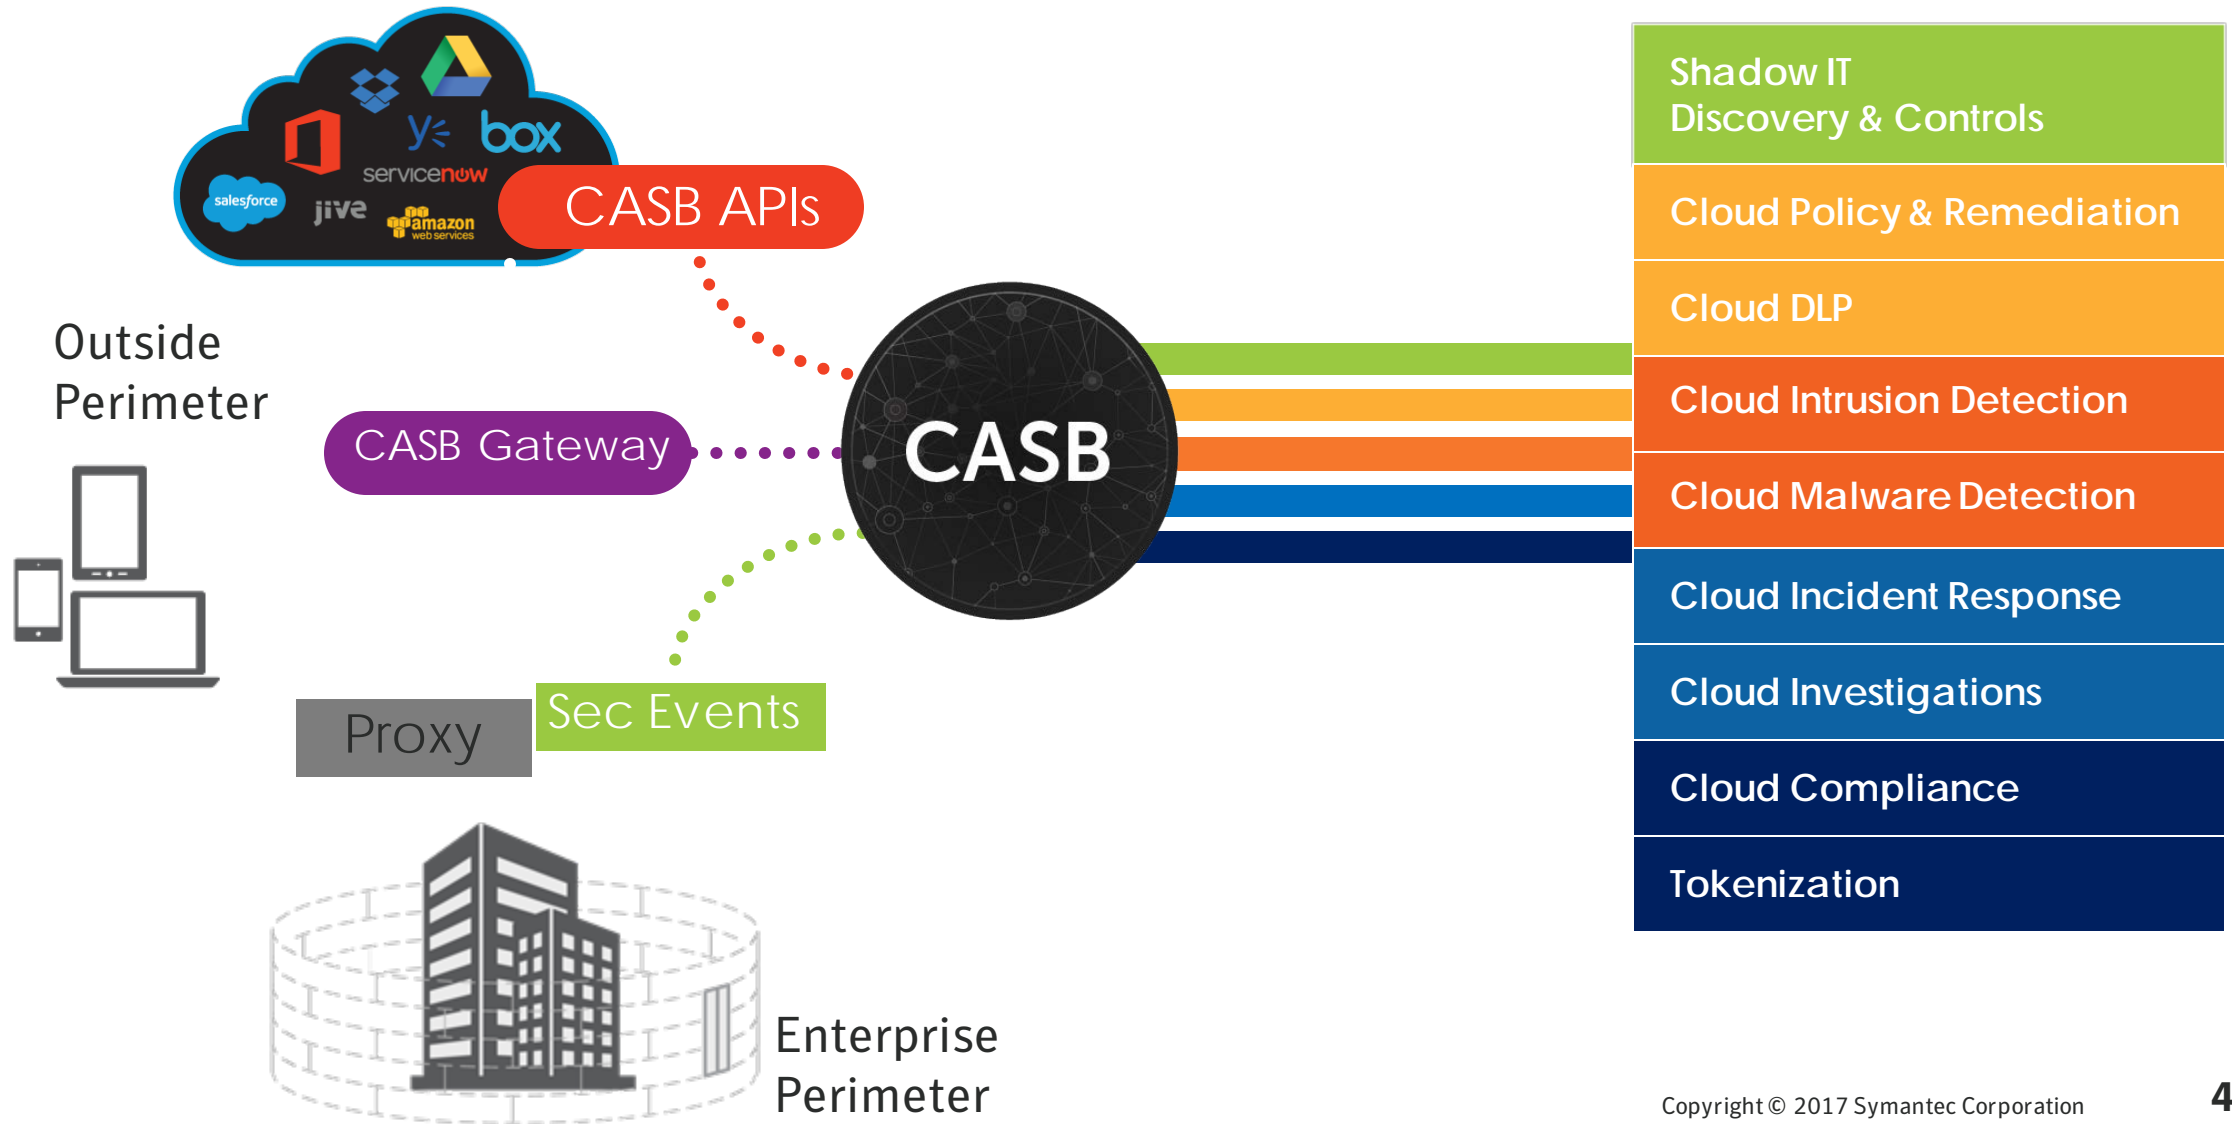 box
servicenow
salesforce
jive
amazon
web services
CASB APIs
Outside
Perimeter
CASB Gateway
CASB
Proxy
Sec Events
Enterprise
Perimeter
Shadow IT
Discovery & Controls
Cloud Policy & Remediation
Cloud DLP
Cloud Intrusion Detection
Cloud Malware Detection
Cloud Incident Response
Cloud Investigations
Cloud Compliance
Tokenization
Copyright © 2017 Symantec Corporation
4